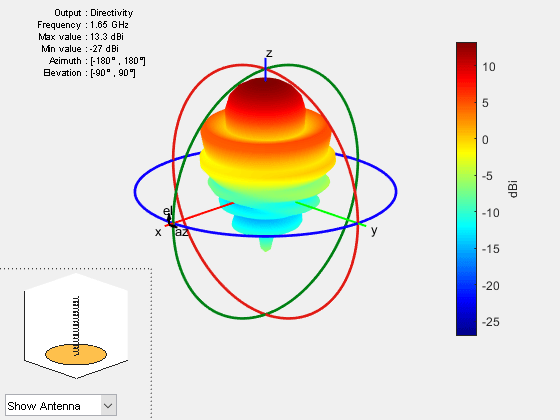 Output : Directivity
Frequency : 1.65 GHz
Max value : 13.3 dBi
Min value : -27 dBi
Azimuth : [-180° , 180°]
Elevation : [-90° , 90°]
z
el
az
x
y
10
5
0
-5
-10
-15
-20
-25
dBi
Show Antenna